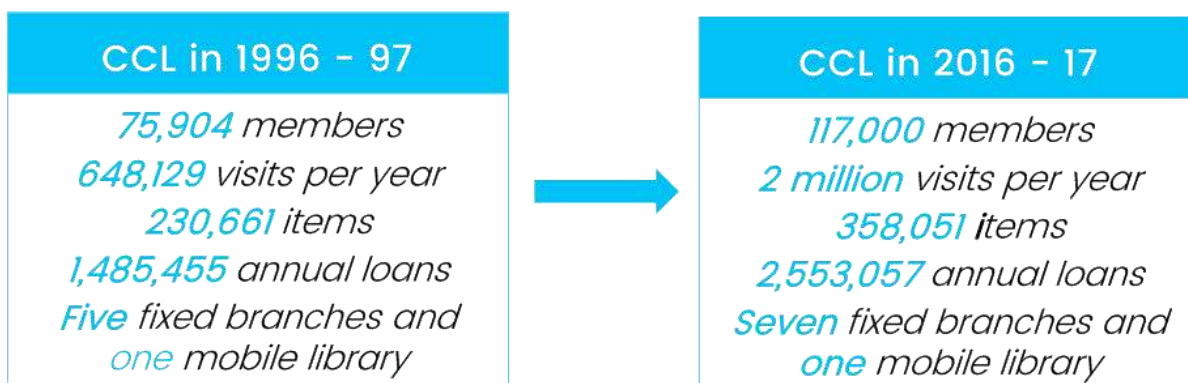 CCL in 1996 - 97
75,904 members
648,129 visits per year
230,661 items
1,485,455 annual loans
Five fixed branches and
one mobile library
CCL in 2016 - 17
117,000 members
2 million visits per year
358,051 items
2,553,057 annual loans
Seven fixed branches and
one mobile library